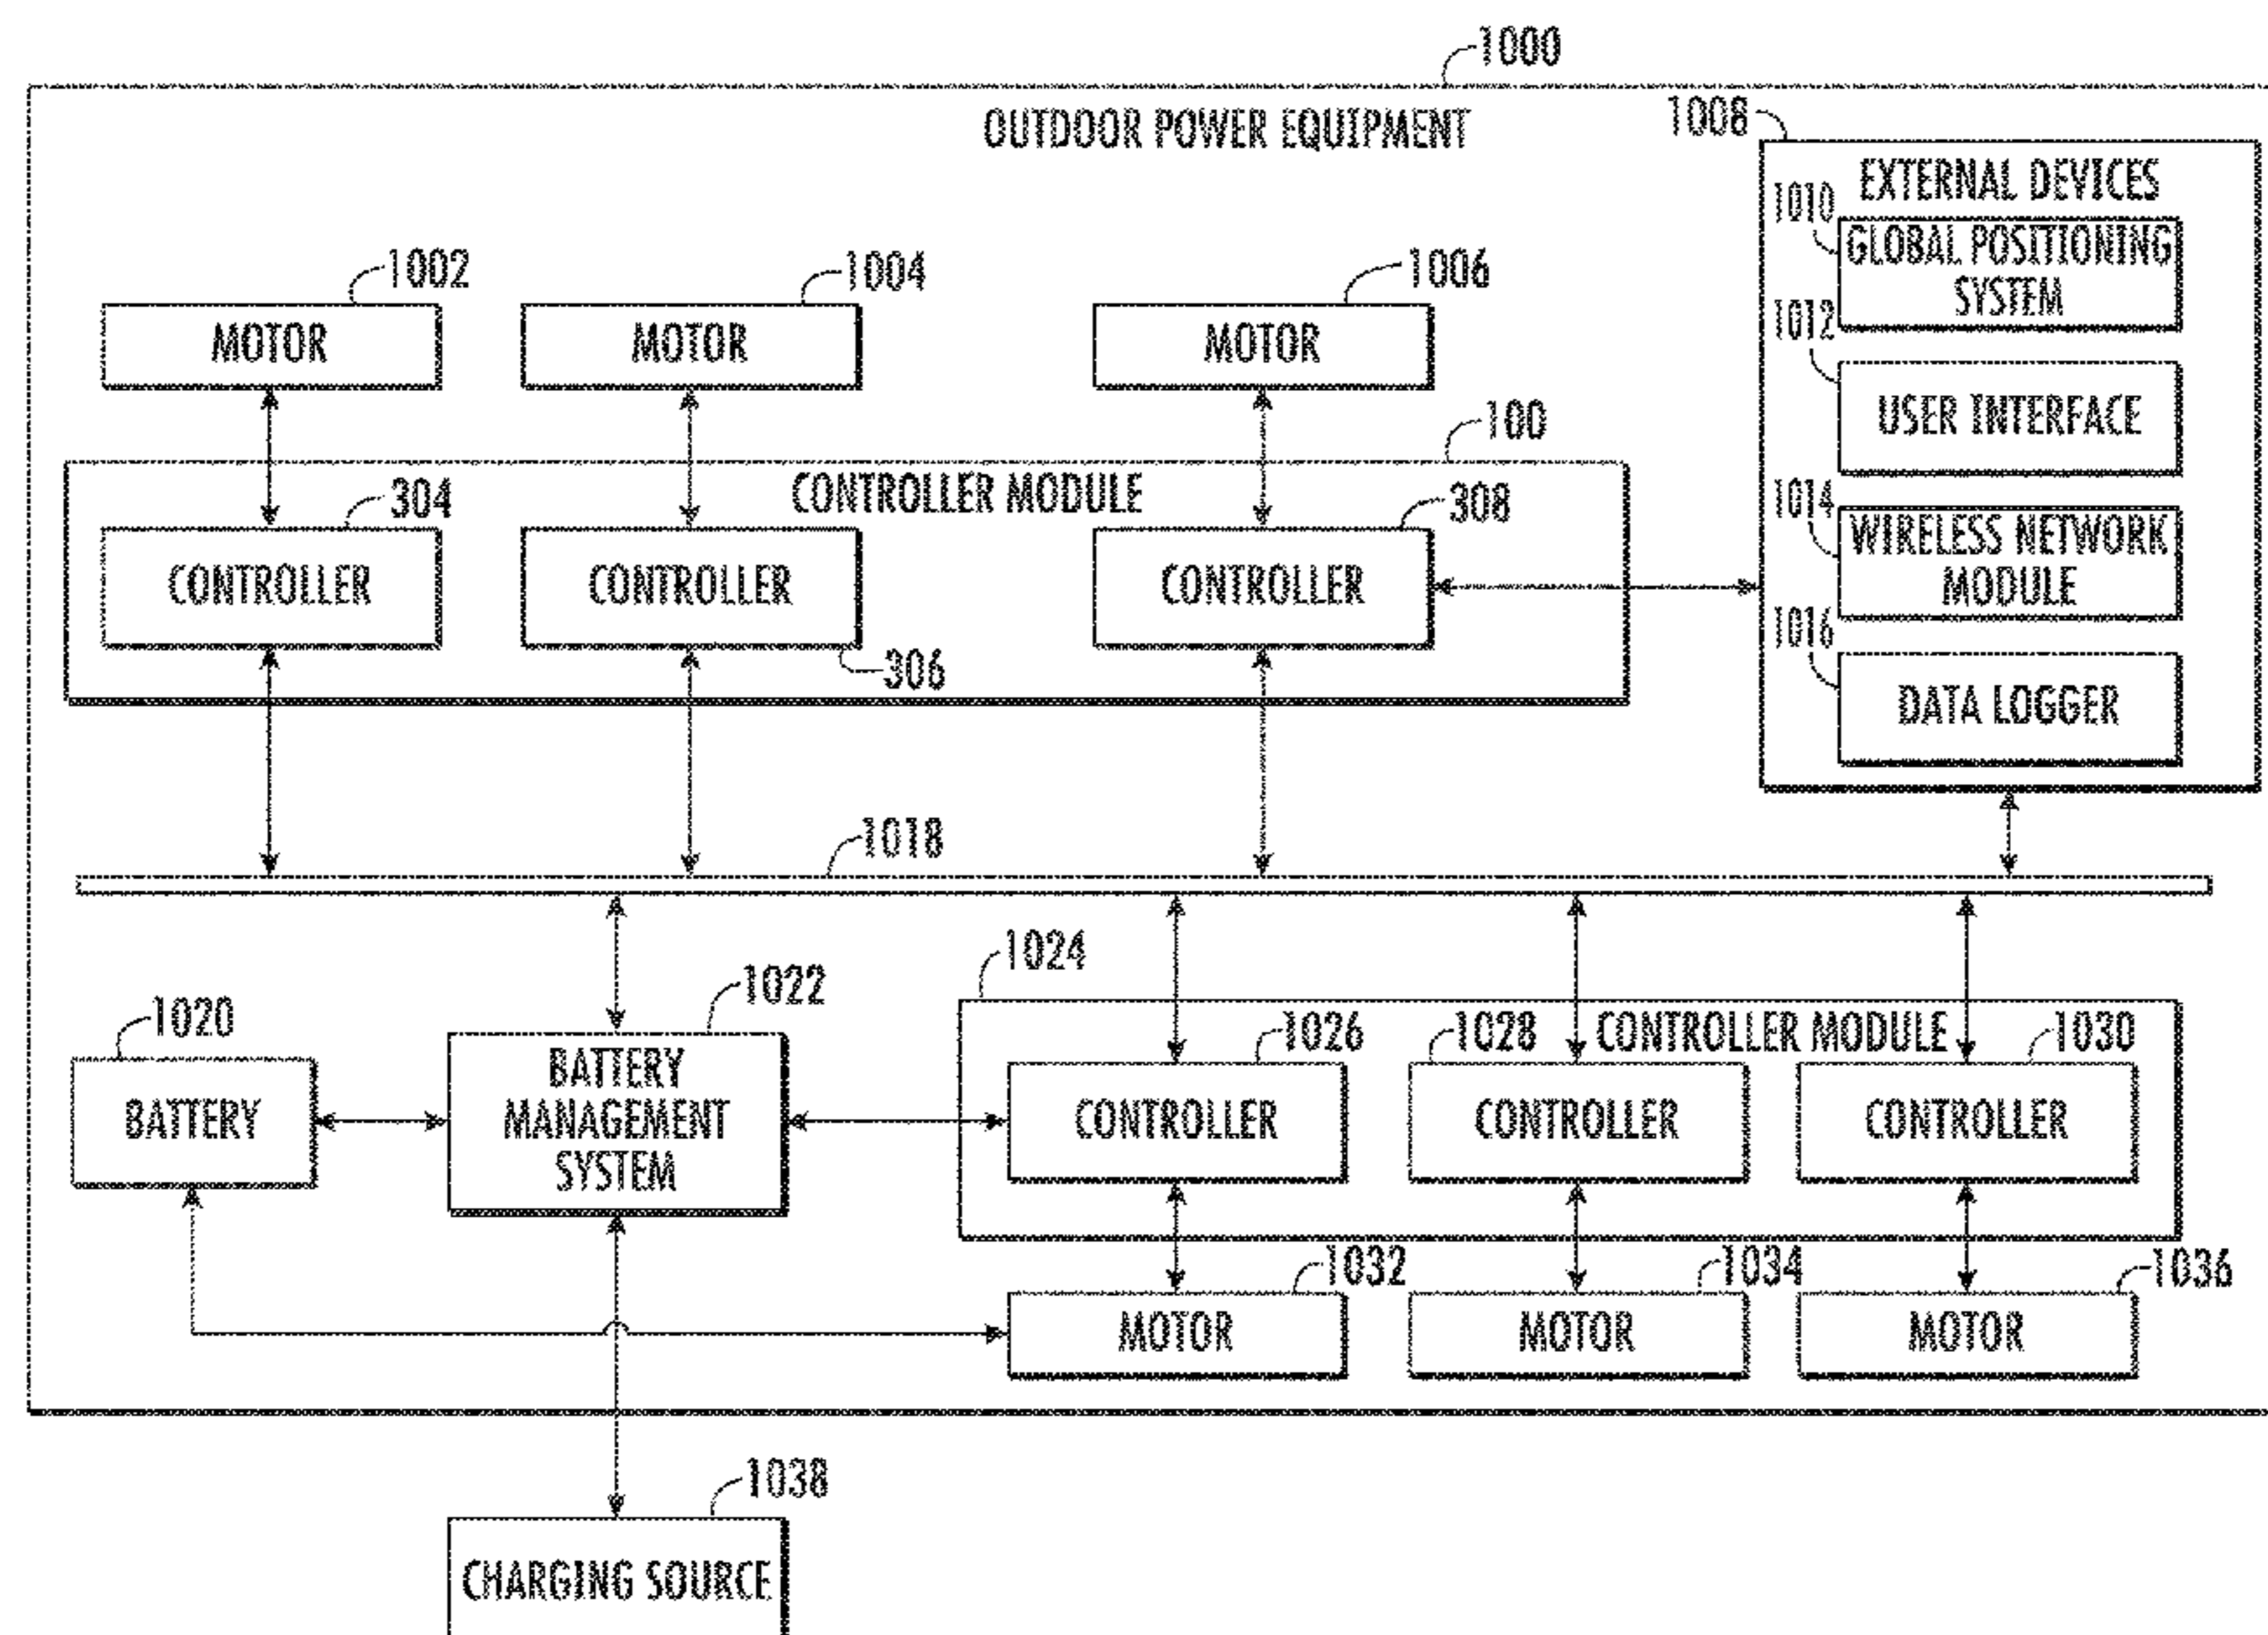 1000
OUTDOOR POWER EQUIPMENT
1008
EXTERNAL DEVICES
1010
GLOBAL POSITIONING
SYSTEM
1012
USER INTERFACE
1014
WIRELESS NETWORK
MODULE
1016
DATA LOGGER
1002
MOTOR
1004
MOTOR
1006
MOTOR
100
CONTROLLER MODULE
304
CONTROLLER
CONTROLLER
306
308
CONTROLLER
1018
1020
BATTERY
1022
BATTERY
MANAGEMENT
SYSTEM
1024
CONTROLLER MODULE
1026
CONTROLLER
1028
CONTROLLER
1030
CONTROLLER
1032
MOTOR
1034
MOTOR
1036
MOTOR
1038
CHARGING SOURCE